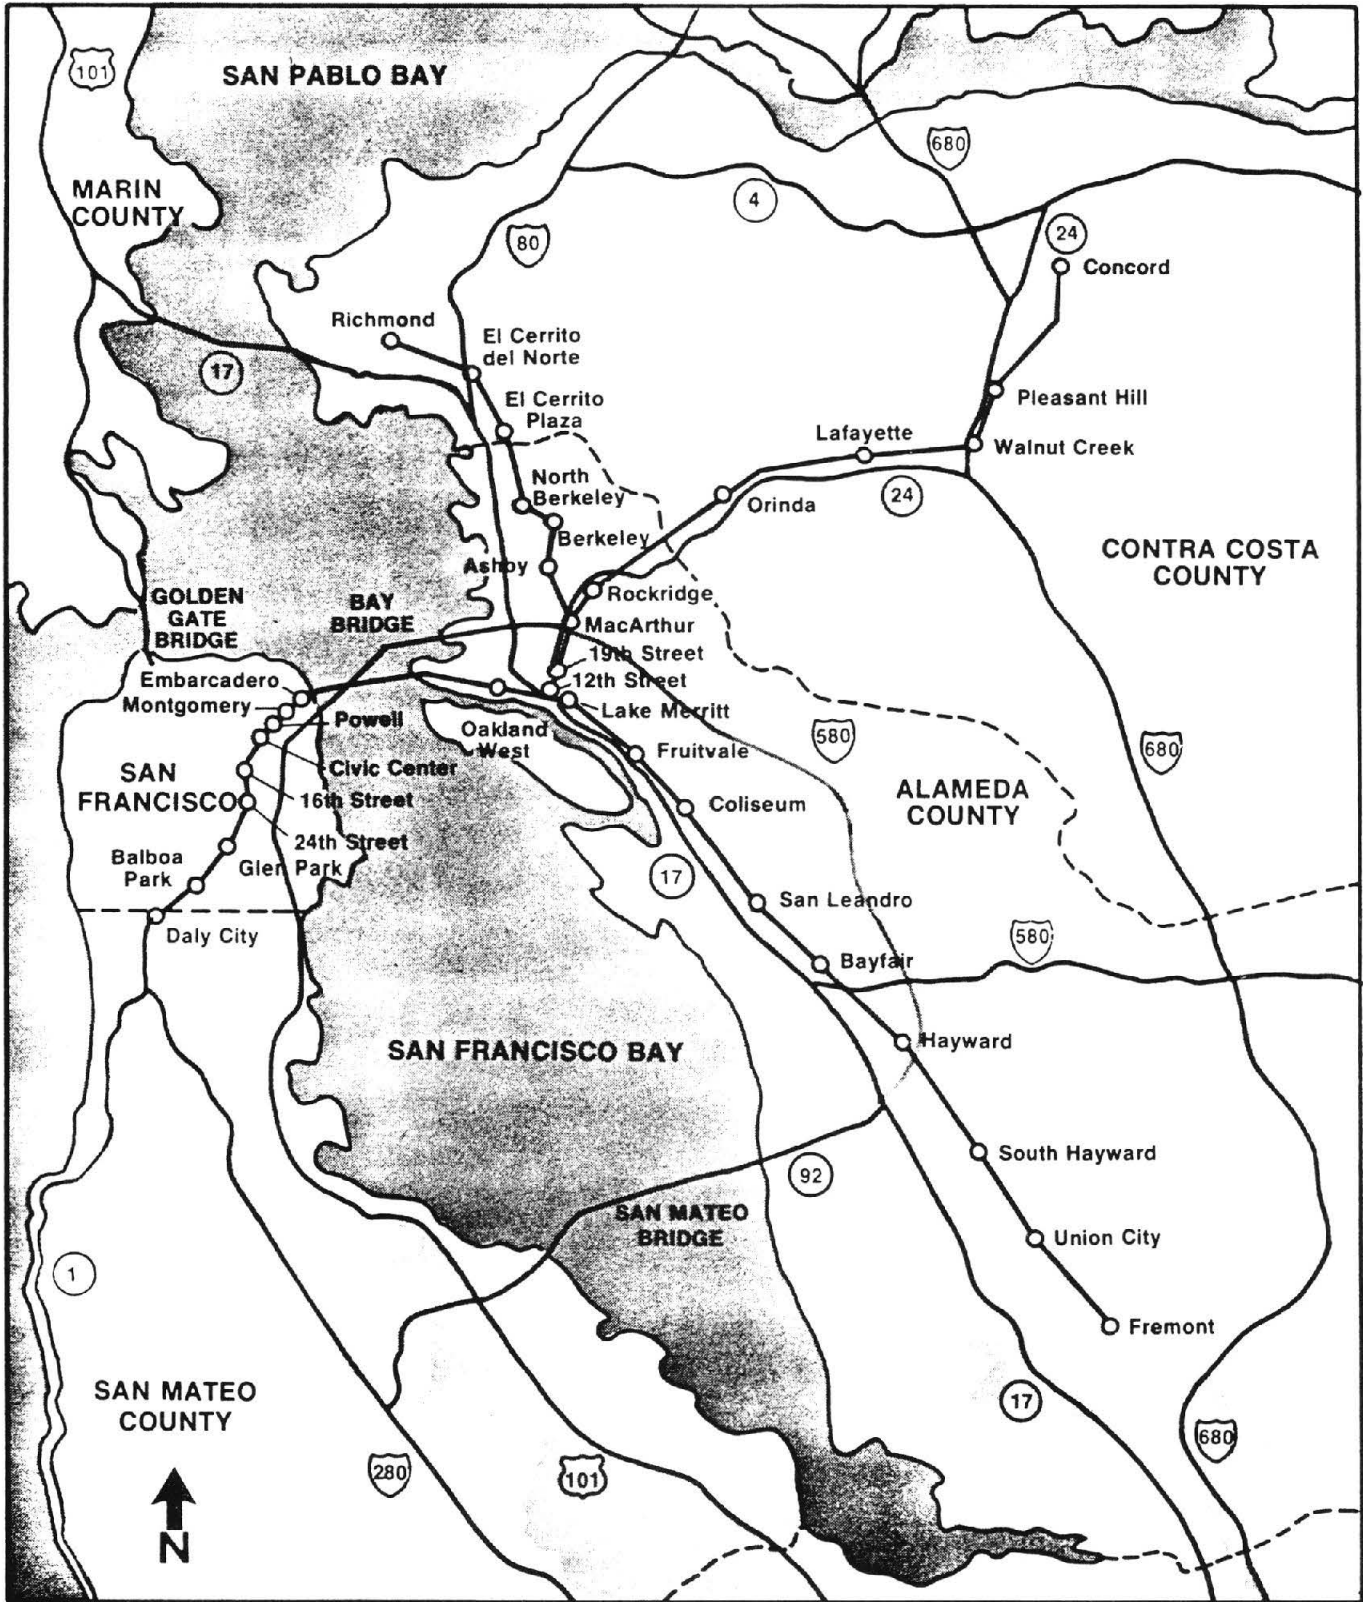 101
SAN PABLO BAY
680
MARIN
COUNTY
4
80
24
Concord
Richmond
El Cerrito
del Norte
17
El Cerrito
Plaza
Pleasant Hill
Lafayette
Walnut Creek
North
Berkeley
Orinda
24
Berkeley
CONTRA COSTA
COUNTY
Ashby
GOLDEN
GATE
BRIDGE
BAY
BRIDGE
Rockridge
MacArthur
19th Street
Embarcadero
12th Street
Montgomery
Lake Merritt
Powell
Oakland
West
580
680
Fruitvale
Civic Center
SAN
FRANCISCO
16th Street
Coliseum
ALAMEDA
COUNTY
24th Street
Balboa
Park
Glen Park
17
San Leandro
Daly City
580
Bayfair
Hayward
SAN FRANCISCO BAY
South Hayward
92
SAN MATEO
BRIDGE
Union City
1
Fremont
SAN MATEO
COUNTY
17
680
280
101
N